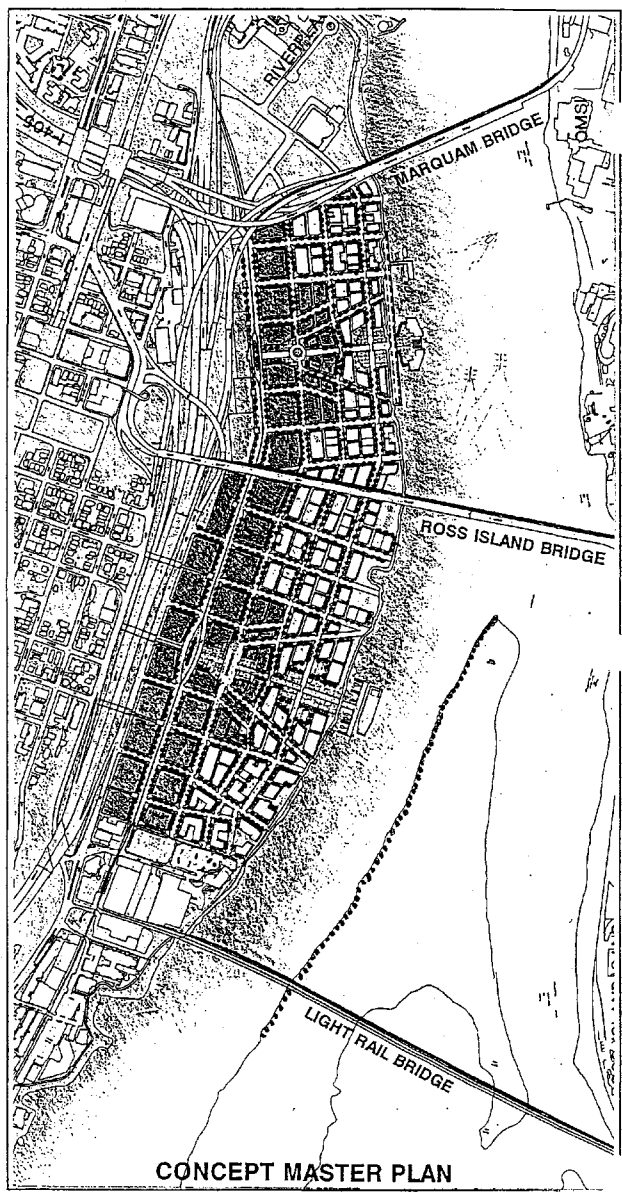 RIVERPLACE
I-405
MARQUAM BRIDGE
OMSI
ROSS ISLAND BRIDGE
LIGHT RAIL BRIDGE
CONCEPT MASTER PLAN